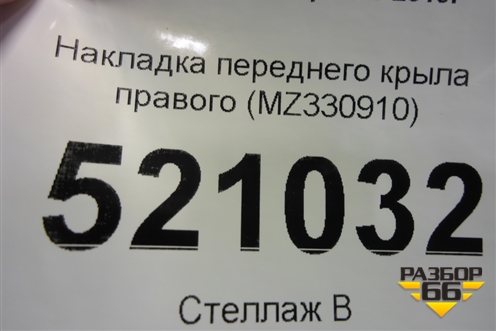 Накладка переднего крыла
правого (MZ330910)
521032
Стеллаж В
РАЗБОР
66